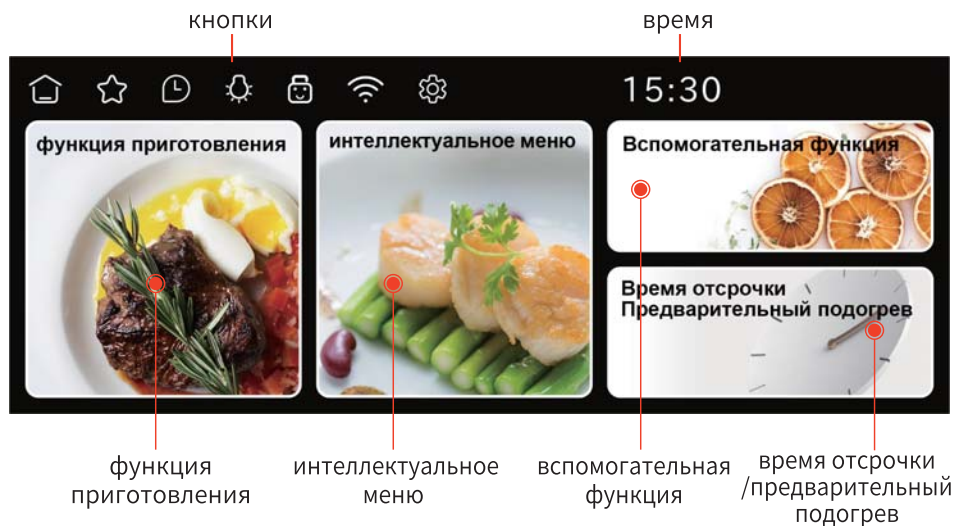 кнопки
время
15:30
функция приготовления
интеллектуальное меню
Вспомогательная функция
Время отсрочки
Предварительный подогрев
функция
приготовления
интеллектуальное
меню
вспомогательная
функция
время отсрочки
/предварительный
подогрев